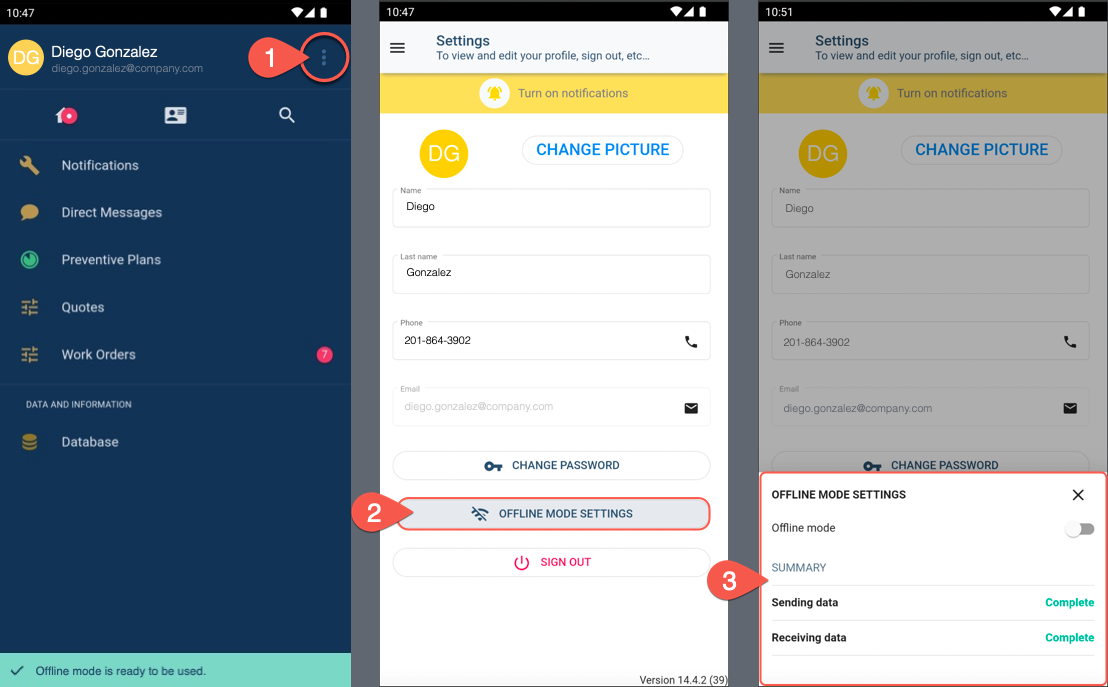 10:47
DG
Diego Gonzalez
diego.gonzalez@company.com
1
Notifications
Direct Messages
Preventive Plans
Quotes
Work Orders
7
DATA AND INFORMATION
Database
Offline mode is ready to be used.
10:47
Settings
To view and edit your profile, sign out, etc...
Turn on notifications
DG
CHANGE PICTURE
Name
Diego
Last name
Gonzalez
Phone
201-864-3902
Email
diego.gonzalez@company.com
CHANGE PASSWORD
2
OFFLINE MODE SETTINGS
SIGN OUT
Version 14.4.2 (39)
10:51
Settings
To view and edit your profile, sign out, etc...
Turn on notifications
DG
CHANGE PICTURE
Name
Diego
Last name
Gonzalez
Phone
201-864-3902
Email
diego.gonzalez@company.com
CHANGE PASSWORD
OFFLINE MODE SETTINGS
Offline mode
3
SUMMARY
Sending data Complete
Receiving data Complete